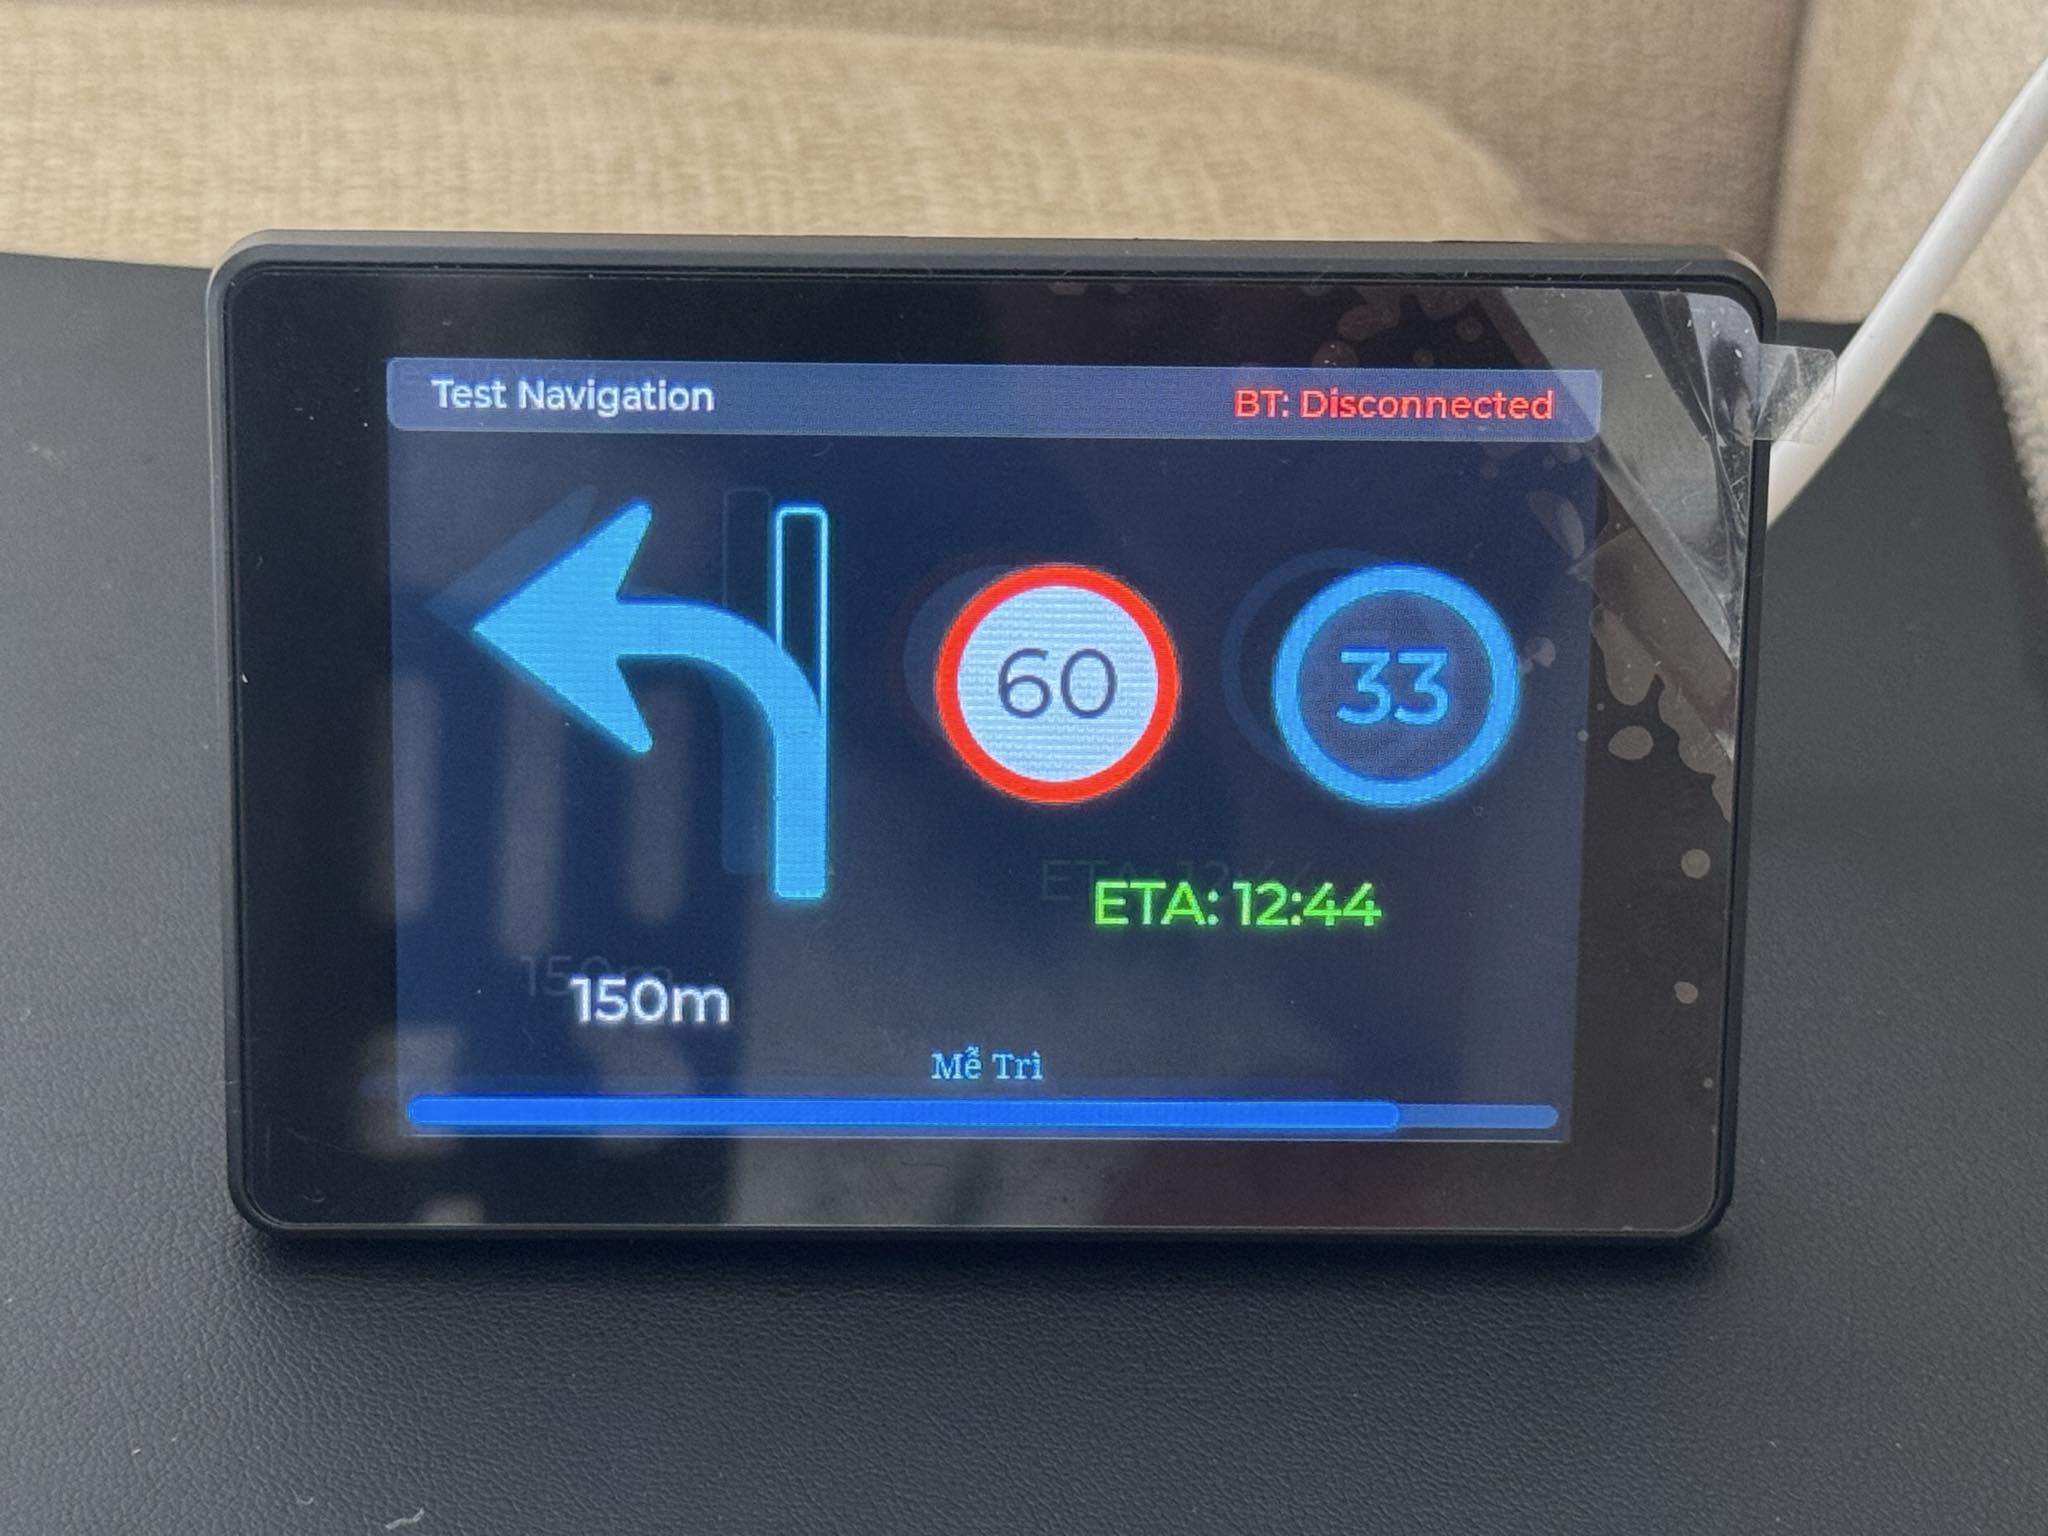 Test Navigation
BT: Disconnected
60
33
ETA: 12:44
150m
Mễ Trì